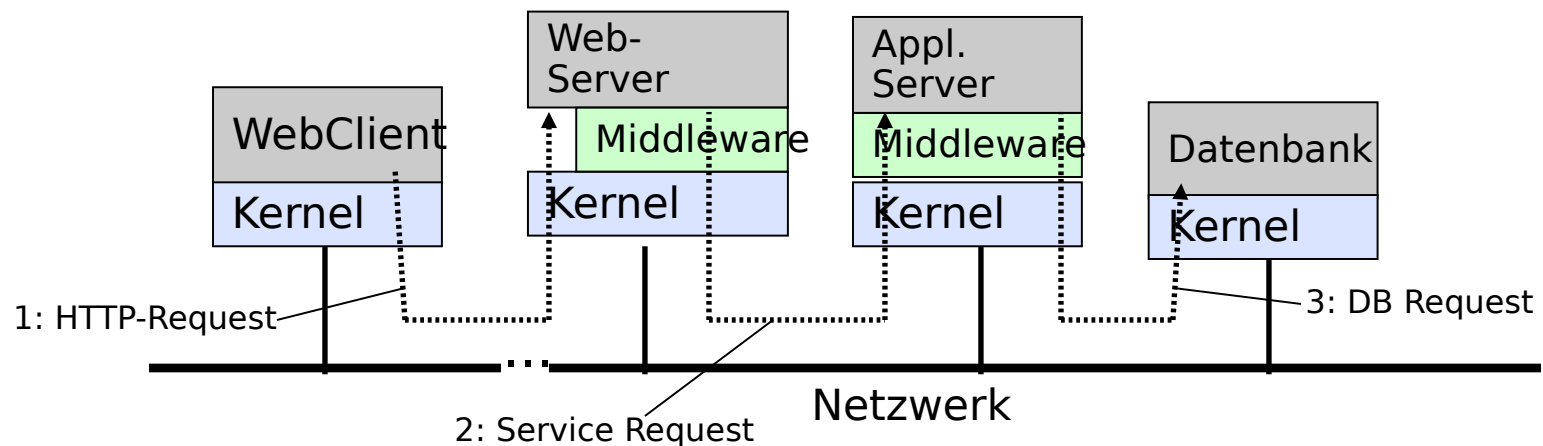 Web-
Server
Appl.
Server
WebClient
Middleware
Middleware
Datenbank
Kernel
Kernel
Kernel
Kernel
1: HTTP-Request
3: DB Request
...
Netzwerk
2: Service Request